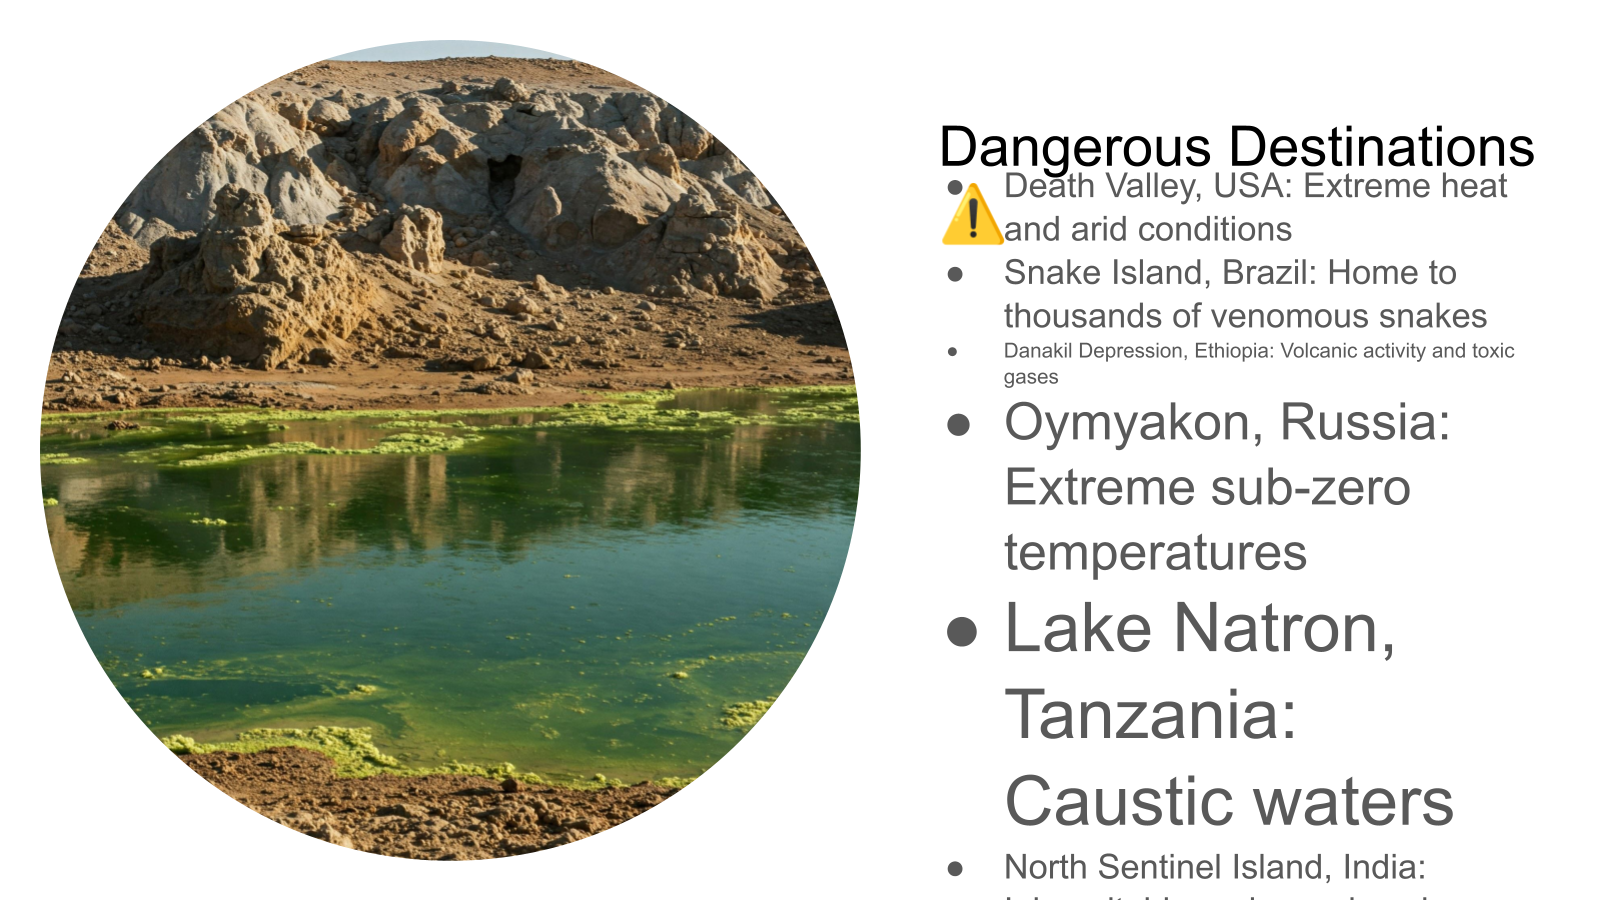 Dangerous Destinations
● Death Valley, USA: Extreme heat
⚠️ and arid conditions
● Snake Island, Brazil: Home to
thousands of venomous snakes
● Danakil Depression, Ethiopia: Volcanic activity and toxic
gases
● Oymyakon, Russia:
Extreme sub-zero
temperatures
● Lake Natron,
Tanzania:
Caustic waters
● North Sentinel Island, India: